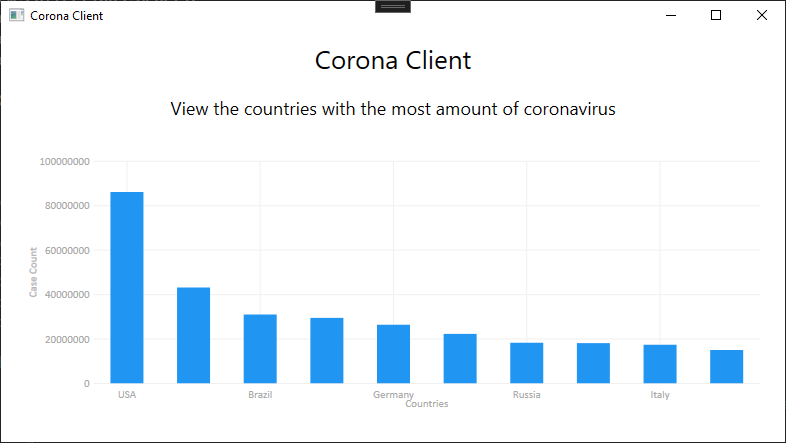 Corona Client
Corona Client
View the countries with the most amount of coronavirus
100000000
80000000
60000000
40000000
20000000
0
Case Count
USA Brazil Germany Russia Italy
Countries